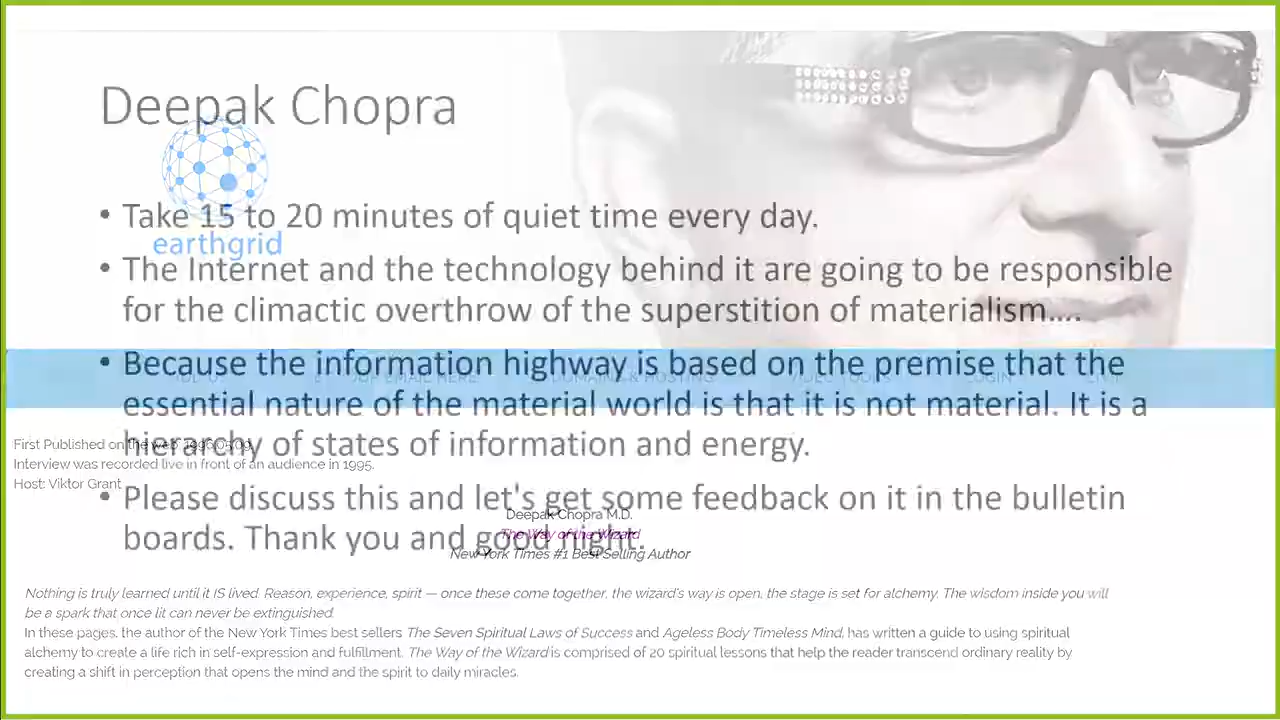 Deepak Chopra
earthgrid
• Take 15 to 20 minutes of quiet time every day.
• The Internet and the technology behind it are going to be responsible
for the climactic overthrow of the superstition of materialism....
• Because the information highway is based on the premise that the
essential nature of the material world is that it is not material. It is a
hierarchy of states of information and energy.
• Please discuss this and let's get some feedback on it in the bulletin
boards. Thank you and good night.
DOMAINS & HOSTING VIDEO TOOLS LOGIN
First Published on the web:
Interview was recorded live in front of an audience in 1995.
Host: Viktor Grant
Deepak Chopra M.D.
The Way of the Wizard
New York Times #1 Best Selling Author
Nothing is truly learned until it IS lived. Reason, experience, spirit — once these come together, the wizard's way is open, the stage is set for alchemy. The wisdom inside you will
be a spark that once lit can never be extinguished.
In these pages, the author of the New York Times best sellers The Seven Spiritual Laws of Success and Ageless Body Timeless Mind, has written a guide to using spiritual
alchemy to create a life rich in self-expression and fulfillment. The Way of the Wizard is comprised of 20 spiritual lessons that help the reader transcend ordinary reality by
creating a shift in perception that opens the mind and the spirit to daily miracles.